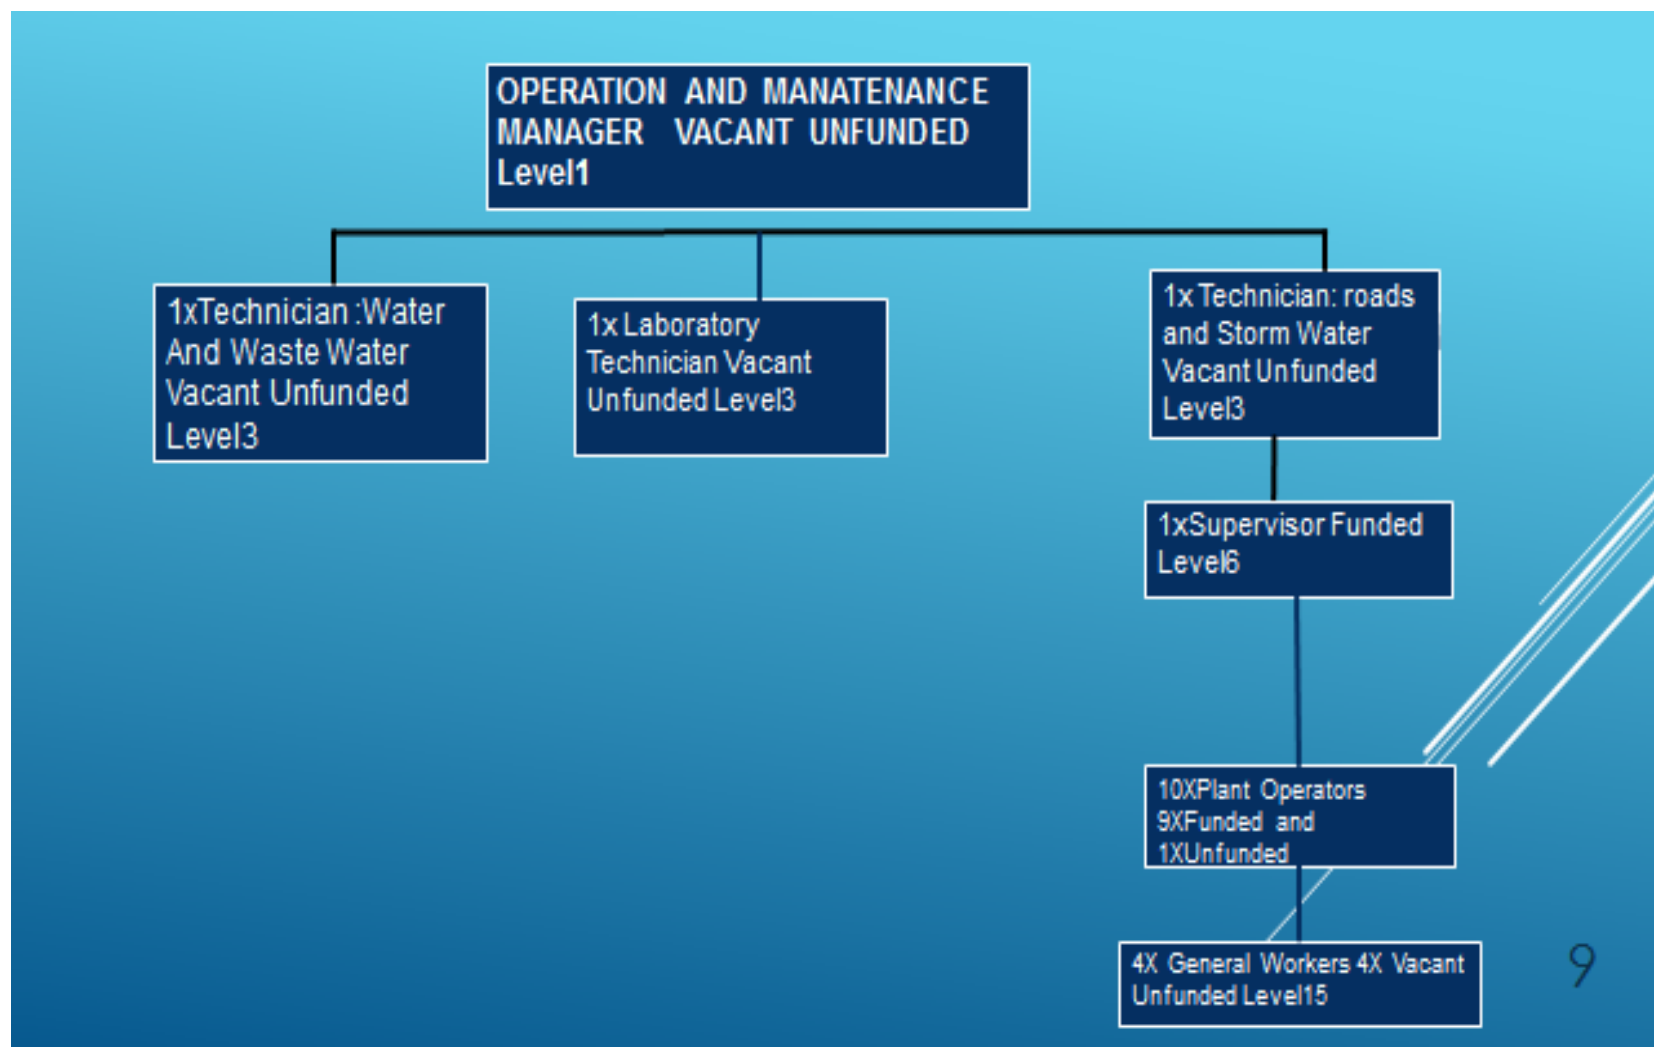 OPERATION AND MANATENANCE
MANAGER VACANT UNFUNDED
Level1
1xTechnician :Water
And Waste Water
Vacant Unfunded
Level3
1x Laboratory
Technician Vacant
Unfunded Level3
1x Technician: roads
and Storm Water
Vacant Unfunded
Level3
1xSupervisor Funded
Level6
10XPlant Operators
9XFunded and
1XUnfunded
4X General Workers 4X Vacant
Unfunded Level15
9